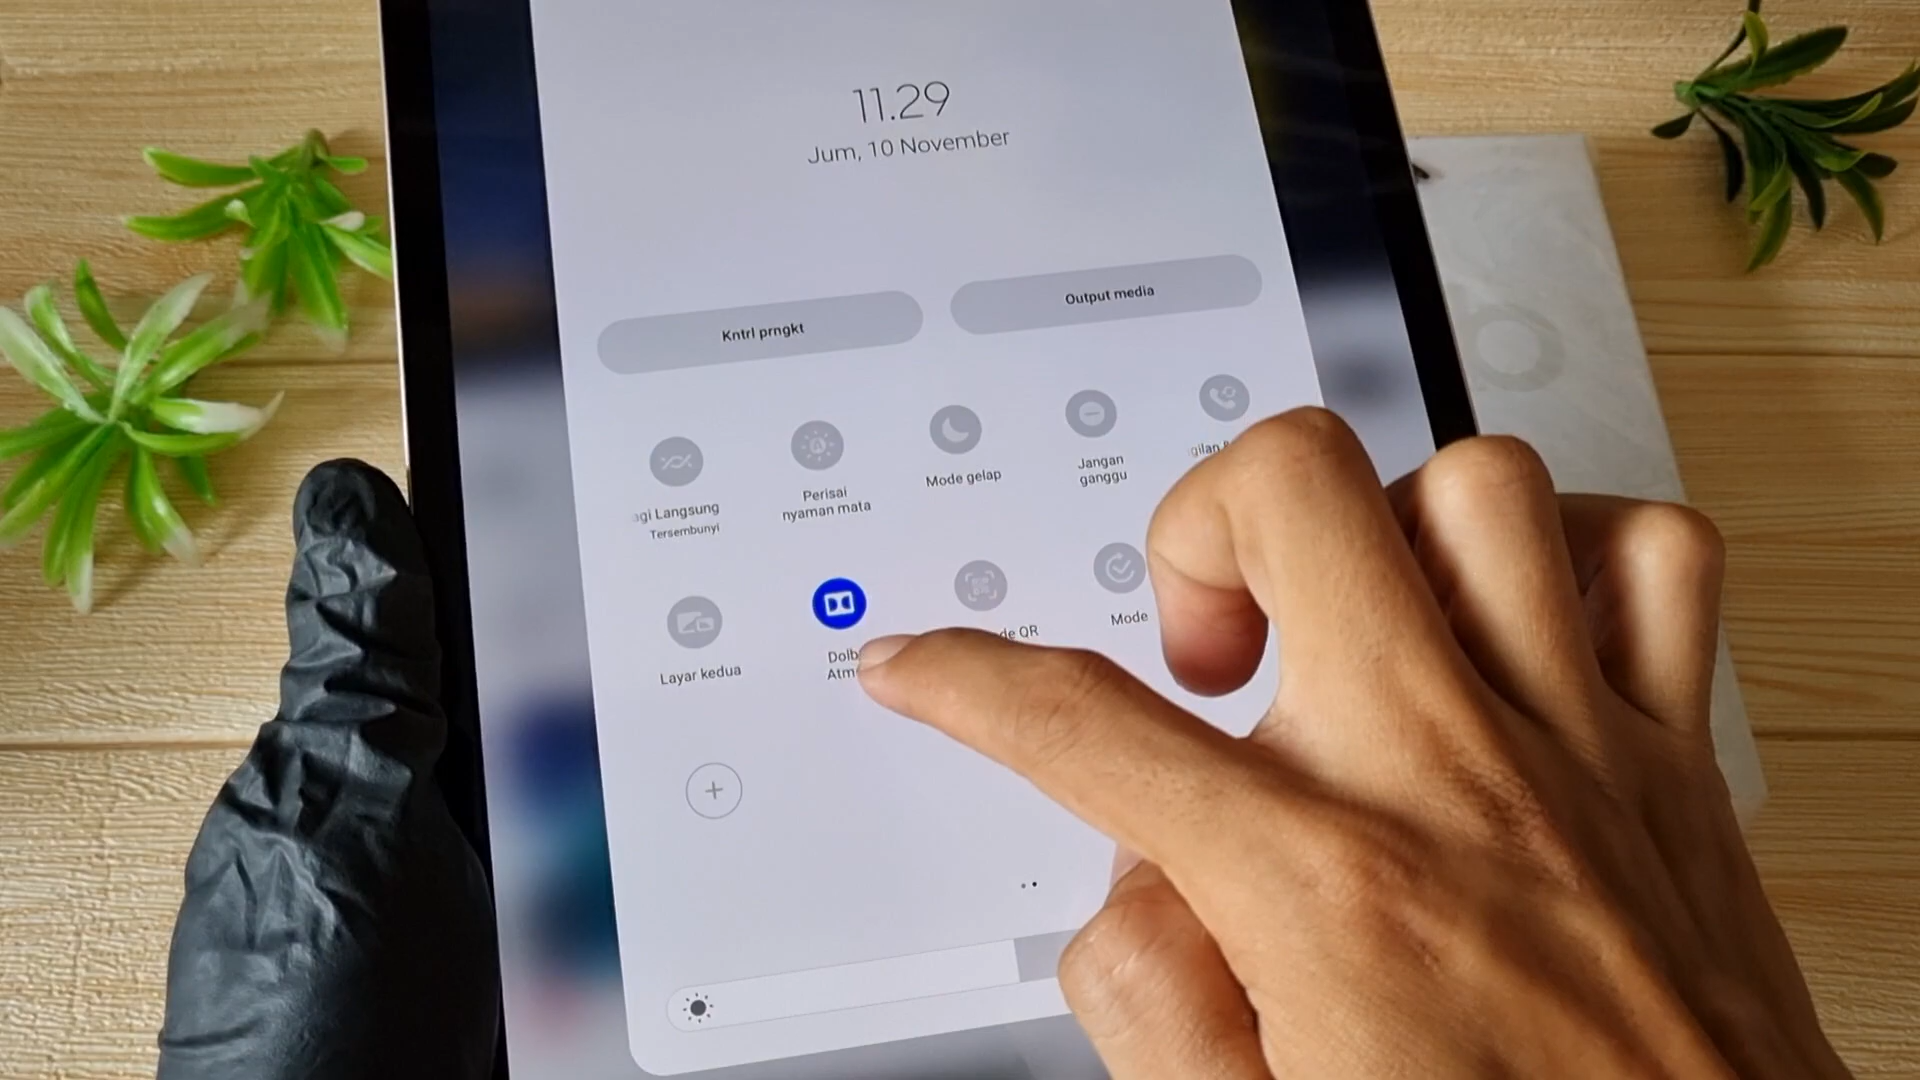 11.29
Jum, 10 November
Kntrl prngkt
Output media
Langsung
Tersembunyi
Perisai
nyaman mata
Mode gelap
Jangan
ganggu
Layar kedua
QR
Mode